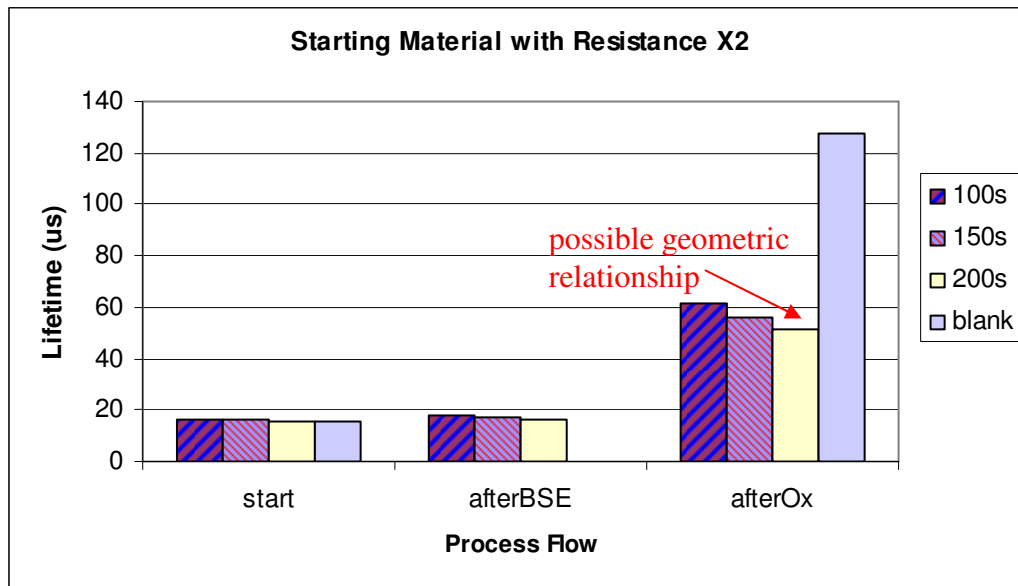 Starting Material with Resistance X2
140
120
100
80
60
40
20
0
Lifetime (us)
possible geometric
relationship
start
afterBSE
afterOx
Process Flow
100s
150s
200s
blank